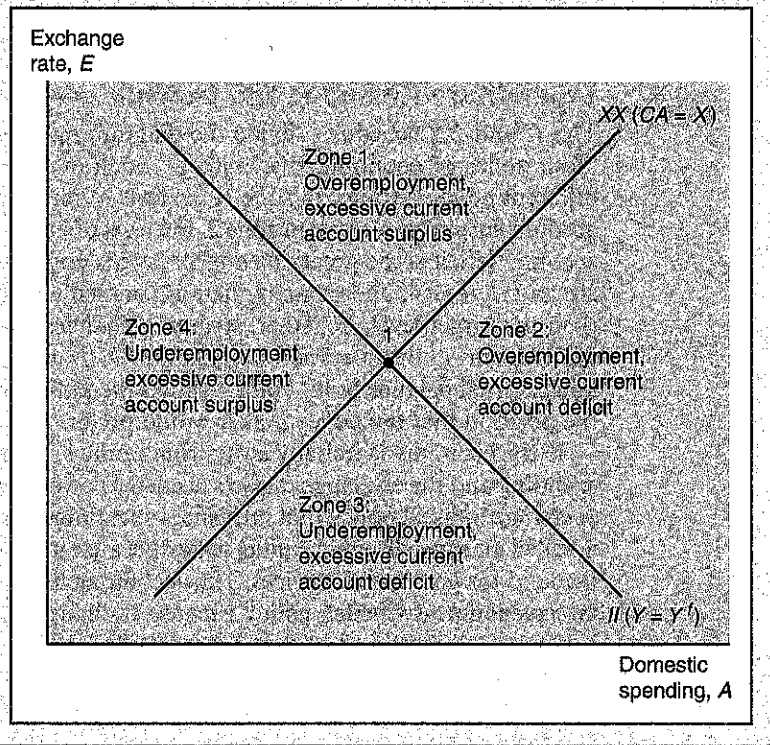 Exchange
rate, E
XX (CA = X)
Zone 1:
Overemployment,
excessive current
account surplus
Zone 4:
Underemployment,
excessive current
account surplus
1
Zone 2:
Overemployment,
excessive current
account deficit
Zone 3:
Underemployment,
excessive current
account deficit
II (Y = Y^f)
Domestic
spending, A